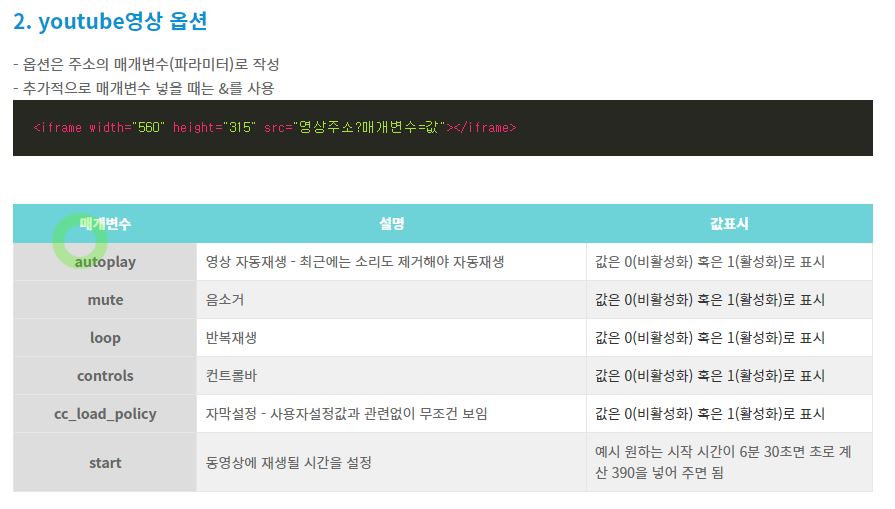 2. youtube영상 옵션
- 옵션은 주소의 매개변수(파라미터)로 작성
- 추가적으로 매개변수 넣을 때는 &를 사용
<iframe width="560" height="315" src="영상주소?매개변수=값"></iframe>
매개변수 설명 값표시
autoplay 영상 자동재생 - 최근에는 소리도 제거해야 자동재생 값은 0(비활성화) 혹은 1(활성화)로 표시
mute 음소거 값은 0(비활성화) 혹은 1(활성화)로 표시
loop 반복재생 값은 0(비활성화) 혹은 1(활성화)로 표시
controls 컨트롤바 값은 0(비활성화) 혹은 1(활성화)로 표시
cc_load_policy 자막설정 - 사용자설정값과 관련없이 무조건 보임 값은 0(비활성화) 혹은 1(활성화)로 표시
start 동영상에 재생될 시간을 설정 예시 원하는 시작 시간이 6분 30초면 초로 계
산 390을 넣어 주면 됨